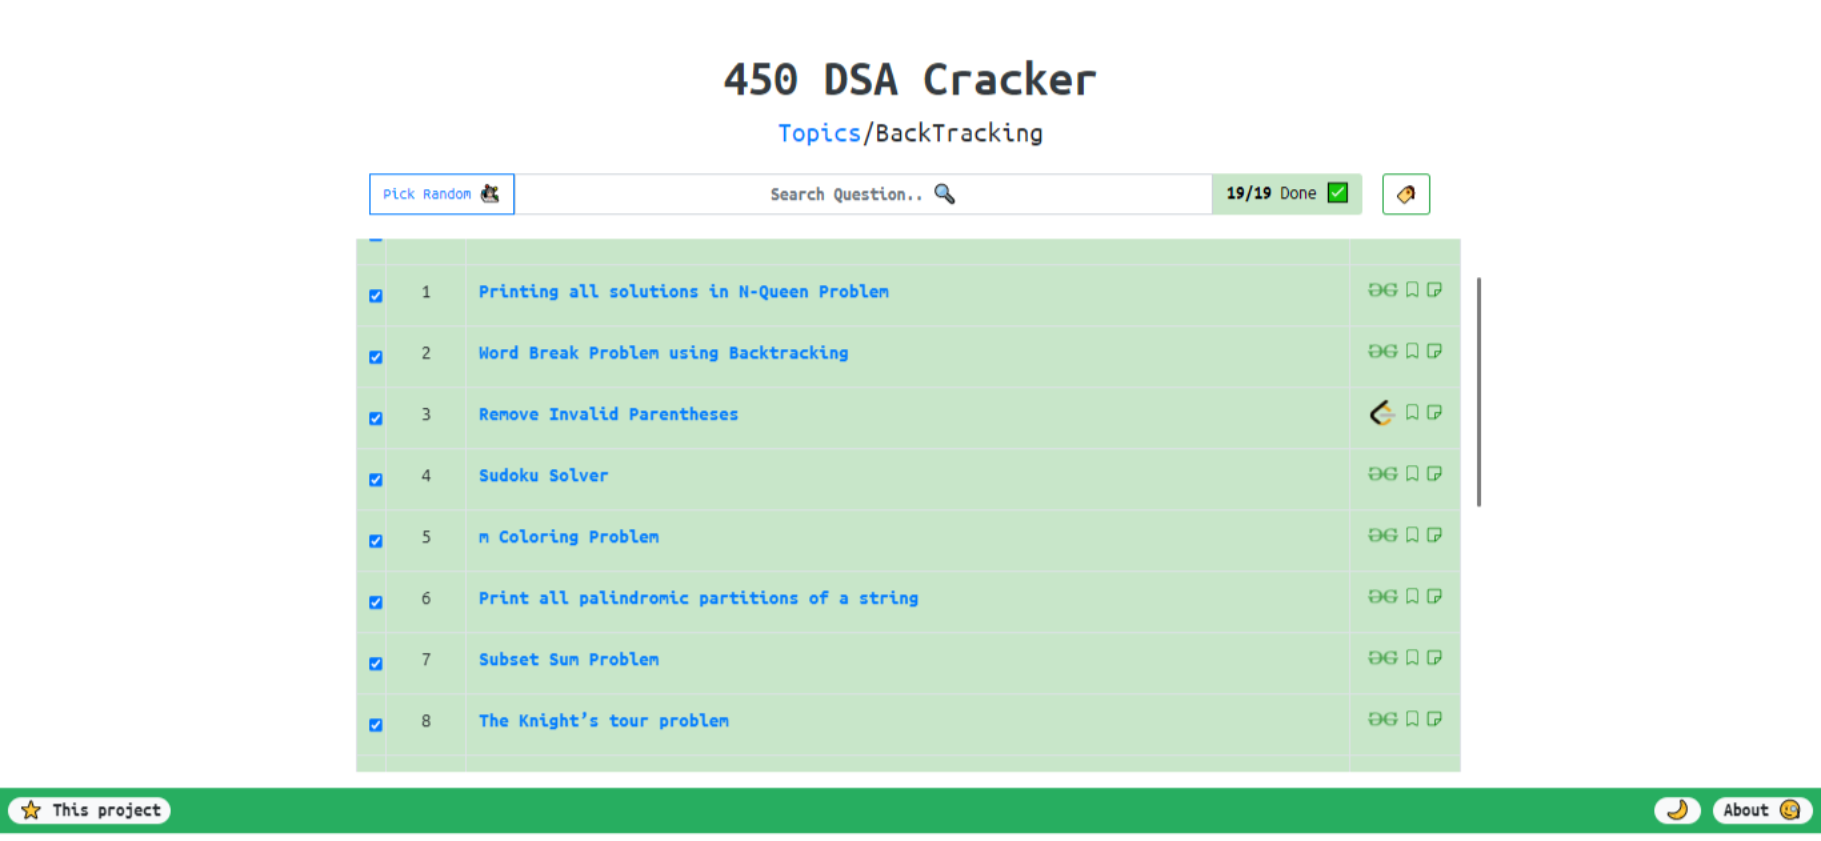 450 DSA Cracker
Topics/BackTracking
Pick Random
Search Question..
19/19 Done
1 Printing all solutions in N-Queen Problem
2 Word Break Problem using Backtracking
3 Remove Invalid Parentheses
4 Sudoku Solver
5 m Coloring Problem
6 Print all palindromic partitions of a string
7 Subset Sum Problem
8 The Knight’s tour problem
This project
About